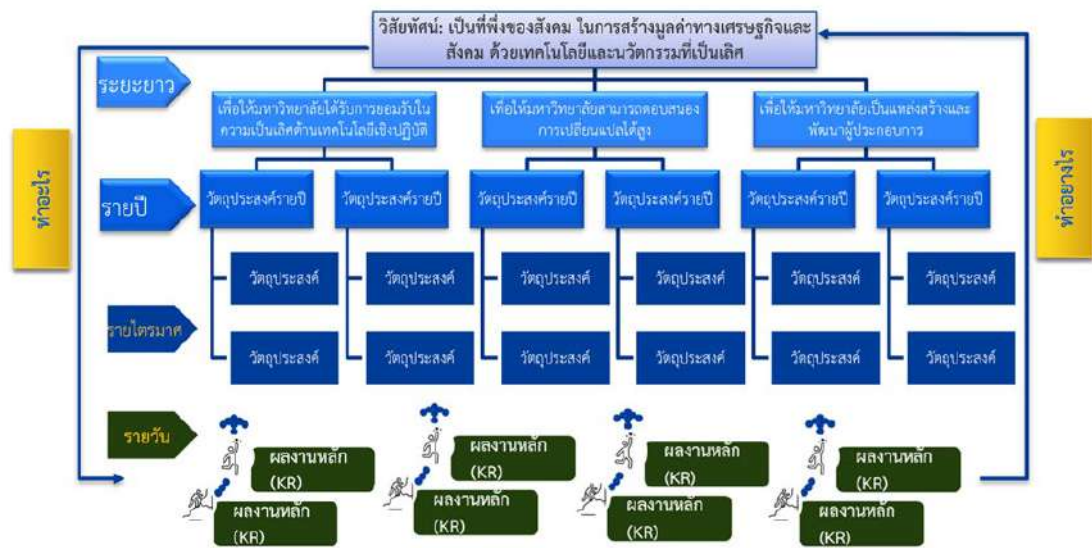 วิสัยทัศน์: เป็นที่พึ่งของสังคม ในการสร้างมูลค่าทางเศรษฐกิจและ
สังคม ด้วยเทคโนโลยีและนวัตกรรมที่เป็นเลิศ
ระยะยาว
เพื่อให้มหาวิทยาลัยได้รับการยอมรับใน
ความเป็นเลิศด้านเทคโนโลยีเชิงปฏิบัติ
เพื่อให้มหาวิทยาลัยสามารถตอบสนอง
การเปลี่ยนแปลได้สูง
เพื่อให้มหาวิทยาลัยเป็นแหล่งสร้างและ
พัฒนาผู้ประกอบการ
ทำอะไร
ทำอย่างไร
รายปี
วัตถุประสงค์รายปี
วัตถุประสงค์รายปี
วัตถุประสงค์รายปี
วัตถุประสงค์รายปี
วัตถุประสงค์รายปี
วัตถุประสงค์รายปี
วัตถุประสงค์
วัตถุประสงค์
วัตถุประสงค์
วัตถุประสงค์
วัตถุประสงค์
วัตถุประสงค์
รายไตรมาศ
วัตถุประสงค์
วัตถุประสงค์
วัตถุประสงค์
วัตถุประสงค์
วัตถุประสงค์
วัตถุประสงค์
รายวัน
ผลงานหลัก
(KR)
ผลงานหลัก
(KR)
ผลงานหลัก
(KR)
ผลงานหลัก
(KR)
ผลงานหลัก
(KR)
ผลงานหลัก
(KR)
ผลงานหลัก
(KR)
ผลงานหลัก
(KR)